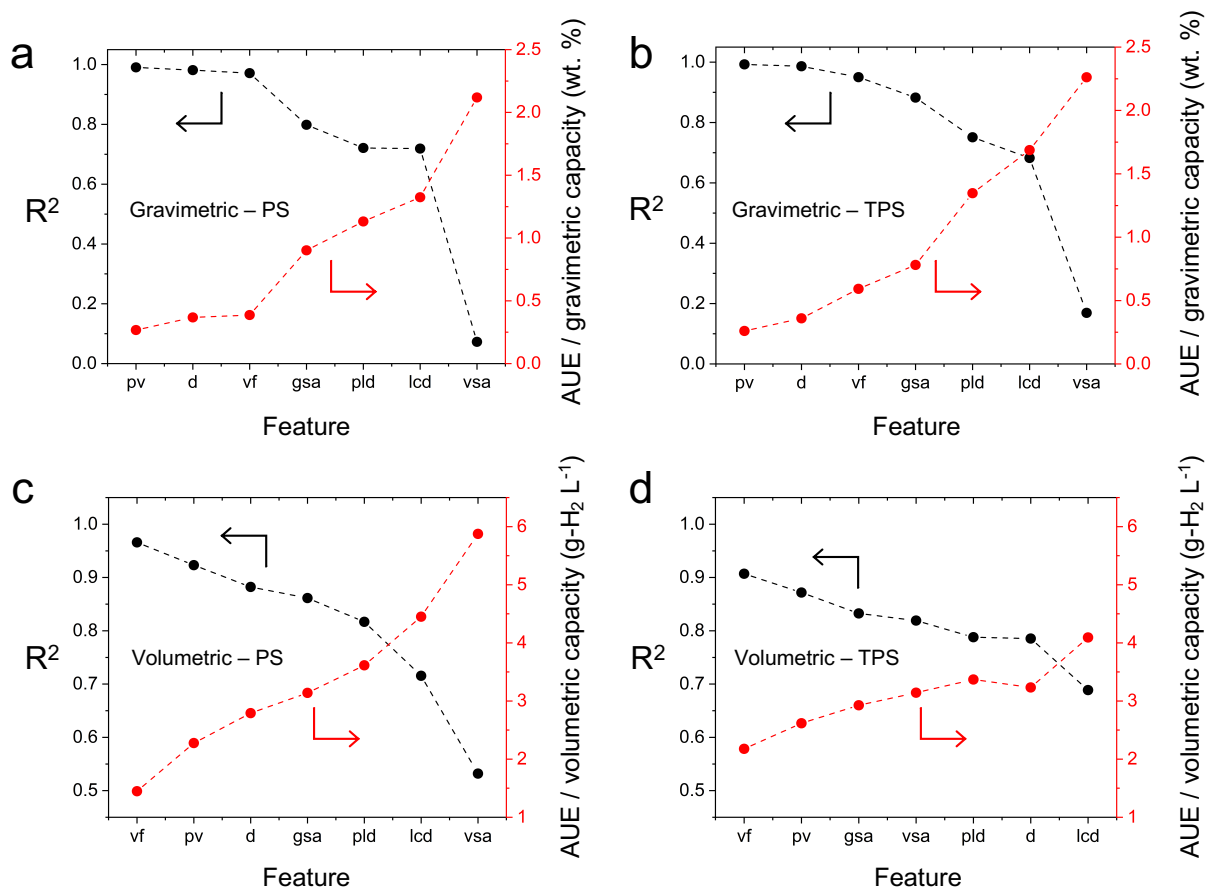 a
R²
1.0
0.8
0.6
0.4
0.2
0.0
Gravimetric – PS
pv d vf gsa pld lcd vsa
Feature
2.5
2.0
1.5
1.0
0.5
0.0
AUE / gravimetric capacity (wt. %)
b
R²
1.0
0.8
0.6
0.4
0.2
0.0
Gravimetric – TPS
pv d vf gsa pld lcd vsa
Feature
2.5
2.0
1.5
1.0
0.5
0.0
AUE / gravimetric capacity (wt. %)
c
R²
1.0
0.9
0.8
0.7
0.6
0.5
Volumetric – PS
vf pv d gsa pld lcd vsa
Feature
6
5
4
3
2
1
AUE / volumetric capacity (g-H₂ L⁻¹)
d
R²
1.0
0.9
0.8
0.7
0.6
0.5
Volumetric – TPS
vf pv gsa vsa pld d lcd
Feature
6
5
4
3
2
1
AUE / volumetric capacity (g-H₂ L⁻¹)